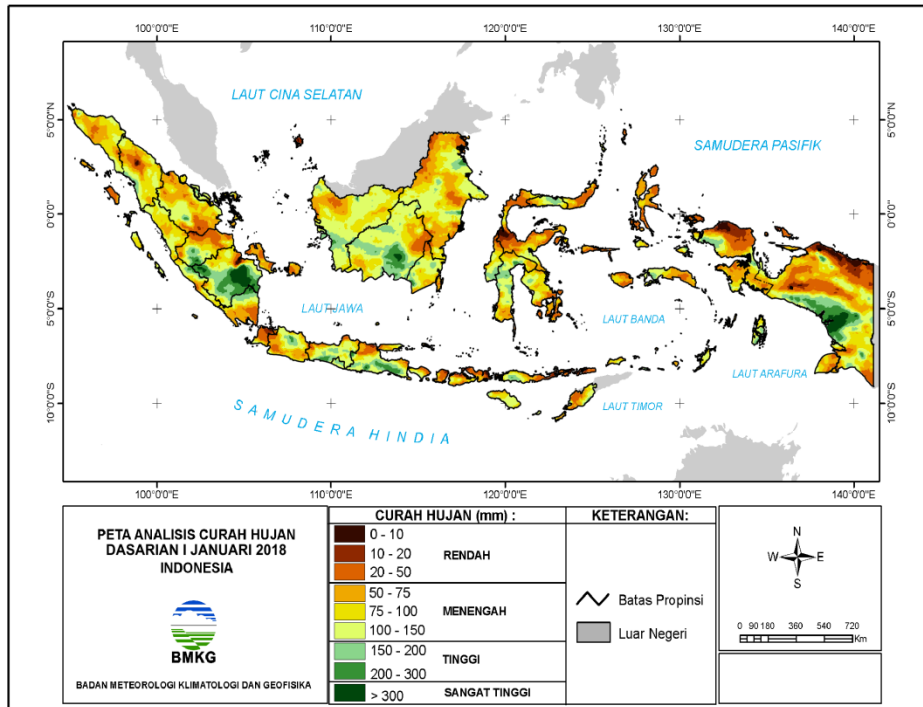 100°0'0"E 110°0'0"E 120°0'0"E 130°0'0"E 140°0'0"E
LAUT CINA SELATAN
SAMUDERA PASIFIK
5°0'0"N 5°0'0"N
0°0'0" 0°0'0"
LAUT JAWA
LAUT BANDA
5°0'0"S 5°0'0"S
LAUT ARAFURA
LAUT TIMOR
10°0'0"S 10°0'0"S
SAMUDERA HINDIA
100°0'0"E 110°0'0"E 120°0'0"E 130°0'0"E 140°0'0"E
PETA ANALISIS CURAH HUJAN
DASARIAN I JANUARI 2018
INDONESIA
BMKG
BADAN METEOROLOGI KLIMATOLOGI DAN GEOFISIKA
CURAH HUJAN (mm) :
0 - 10
10 - 20 RENDAH
20 - 50
50 - 75
75 - 100 MENENGAH
100 - 150
150 - 200 TINGGI
200 - 300
> 300 SANGAT TINGGI
KETERANGAN:
Batas Propinsi
Luar Negeri
N
W E
S
0 90 180 360 540 720
Km